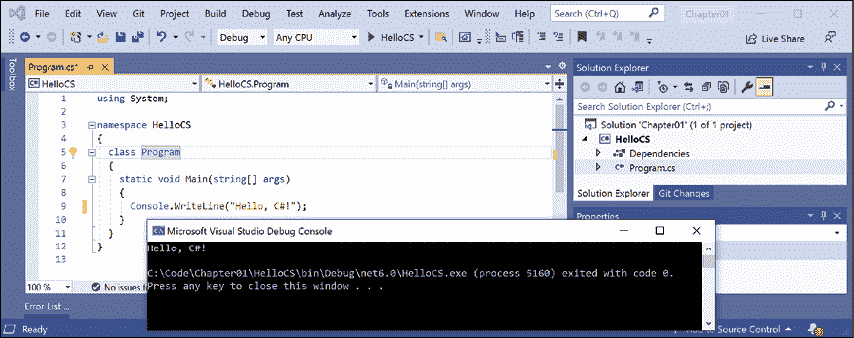 File Edit View Git Project Build Debug Test Analyze Tools Extensions Window Help Search (Ctrl+Q) Chapter01
Debug Any CPU HelloCS Live Share
Toolbox
Program.cs*
HelloCS HelloCS.Program Main(string[] args)
1 using System;
2
3 namespace HelloCS
4 {
5 class Program
6 {
7 static void Main(string[] args)
8 {
9 Console.WriteLine("Hello, C#!");
10 }
11 }
12 }
13
100 % No issues f
Error List ...
Ready
Solution Explorer
Search Solution Explorer (Ctrl+;)
Solution 'Chapter01' (1 of 1 project)
HelloCS
Dependencies
C# Program.cs
Solution Explorer Git Changes
Properties
Microsoft Visual Studio Debug Console
Hello, C#!
C:\Code\Chapter01\HelloCS\bin\Debug\net6.0\HelloCS.exe (process 5160) exited with code 0.
Press any key to close this window . . .
Add to Source Control